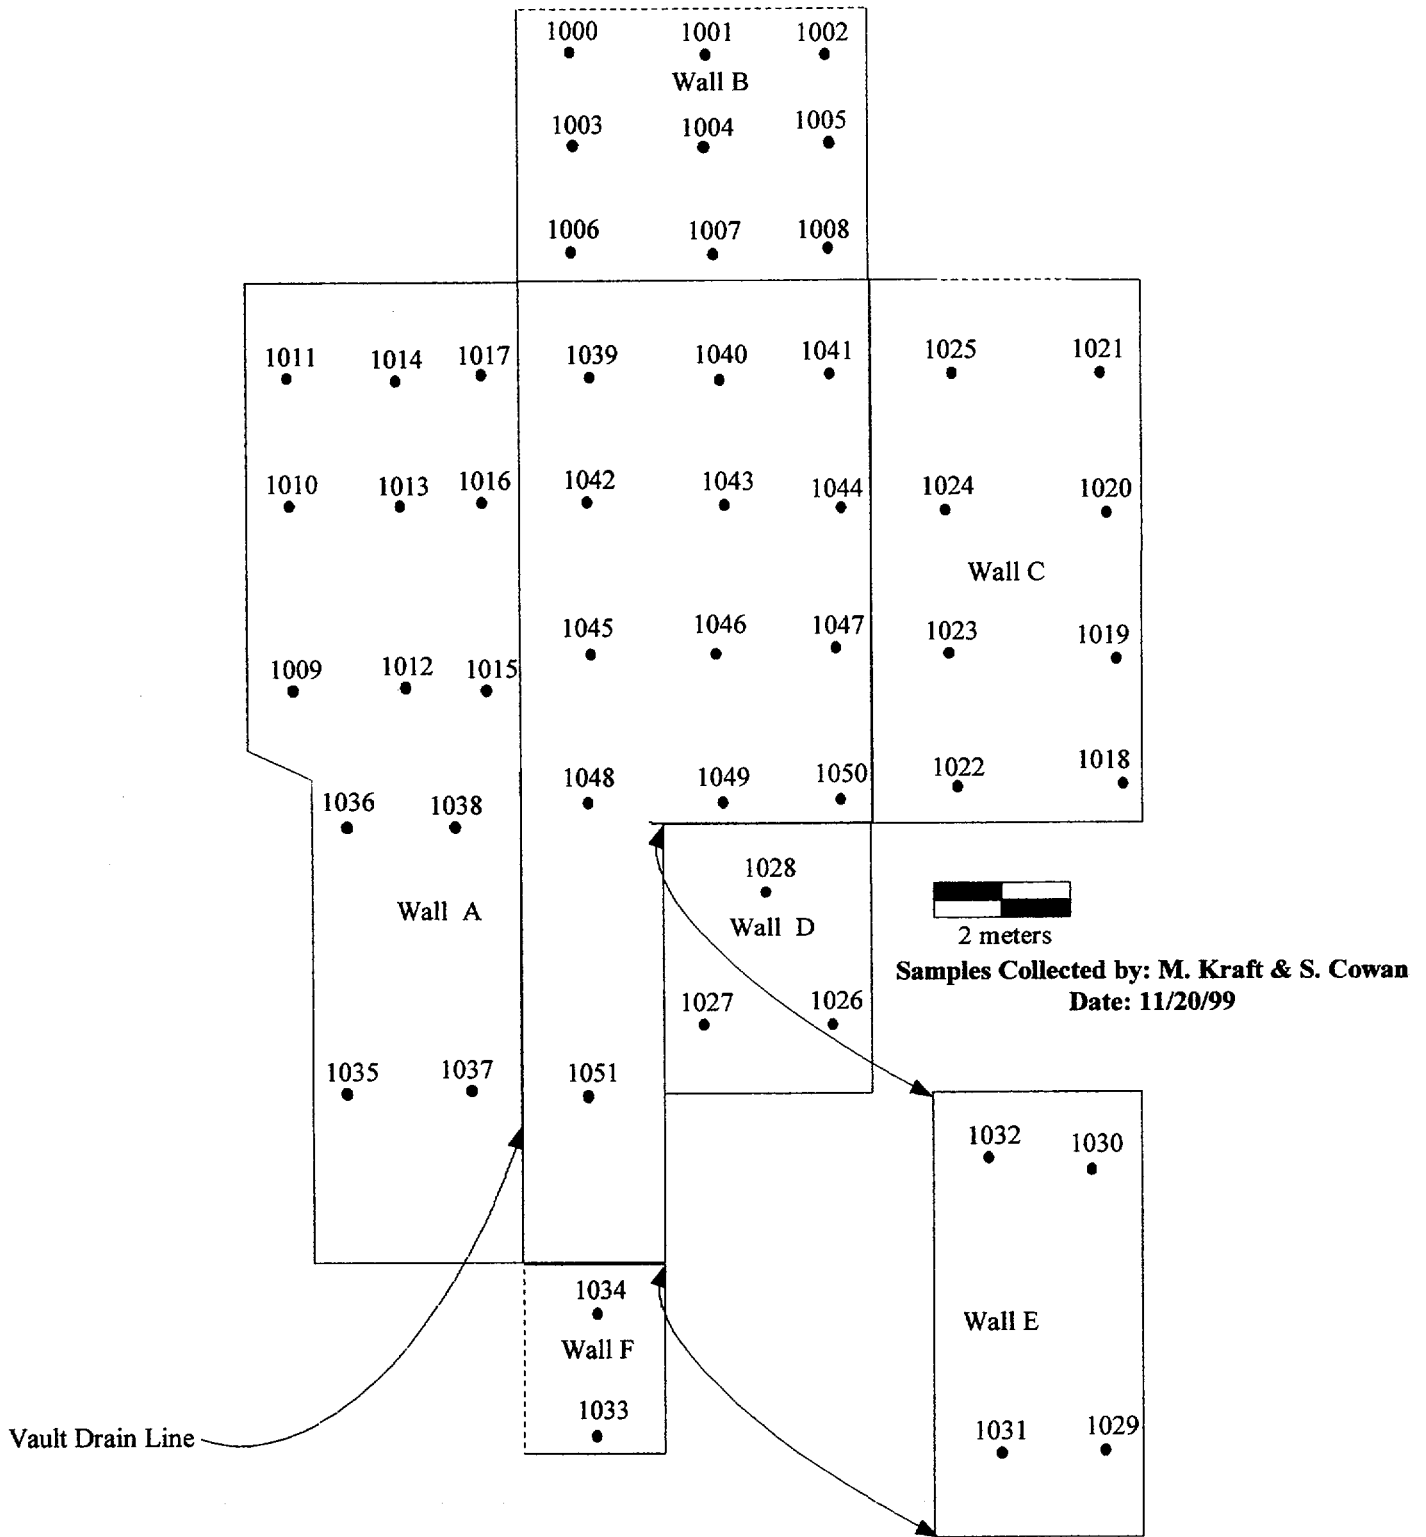 1000 1001 1002
Wall B
1003 1004 1005
1006 1007 1008
1011 1014 1017 1039 1040 1041 1025 1021
1010 1013 1016 1042 1043 1044 1024 1020
Wall C
1009 1012 1015 1045 1046 1047 1023 1019
1036 1038 1048 1049 1050 1022 1018
Wall A
1028
Wall D
2 meters
Samples Collected by: M. Kraft & S. Cowan
Date: 11/20/99
1027 1026
1035 1037 1051
1032 1030
1034
Wall F
Wall E
1033
1031 1029
Vault Drain Line